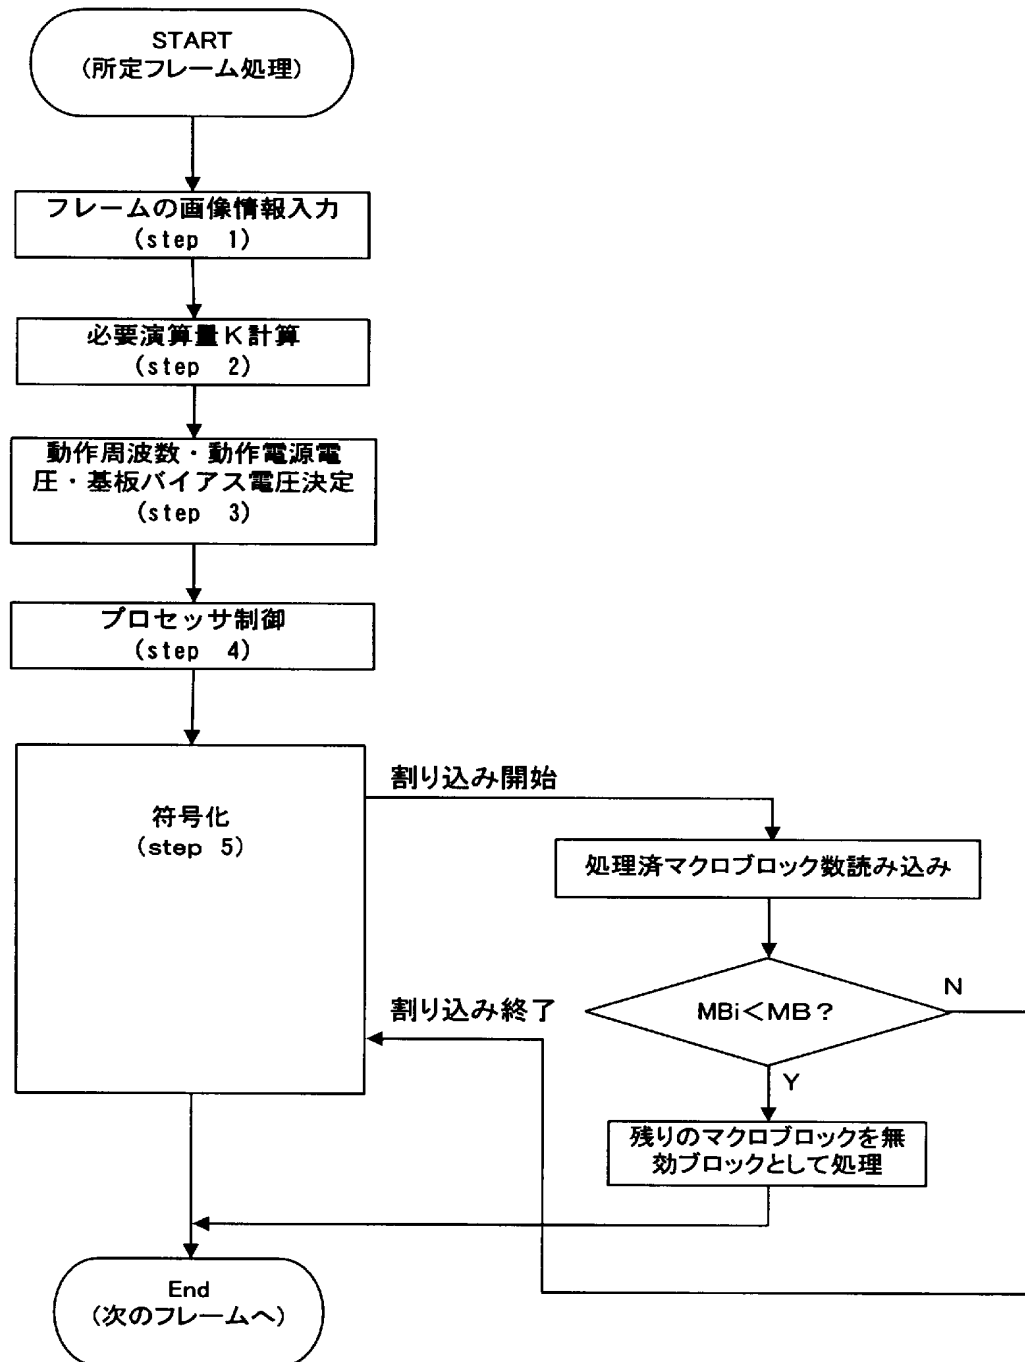 START
(所定フレーム処理)
フレームの画像情報入力
(step 1)
必要演算量K計算
(step 2)
動作周波数・動作電源電
圧・基板バイアス電圧決定
(step 3)
プロセッサ制御
(step 4)
符号化
(step 5)
割り込み開始
処理済マクロブロック数読み込み
MBi<MB?
N
Y
割り込み終了
残りのマクロブロックを無
効ブロックとして処理
End
(次のフレームへ)